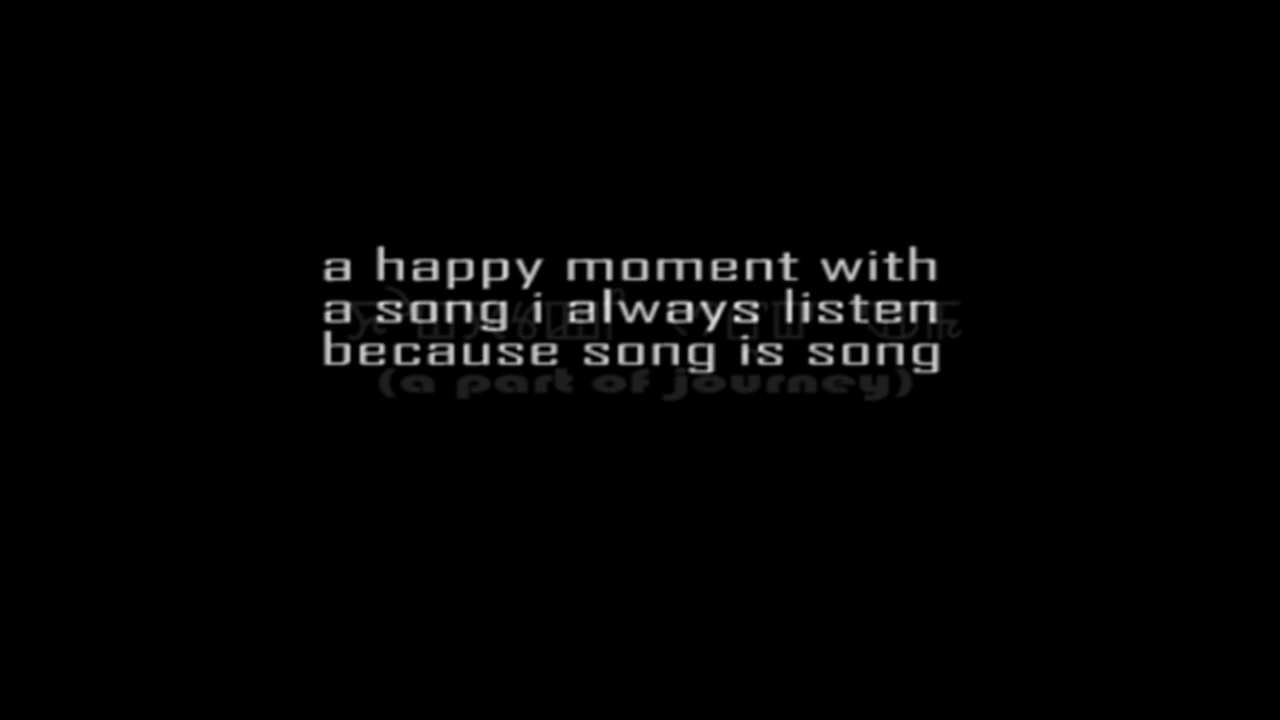 a happy moment with
a song i always listen
because song is song
(a part of journey)